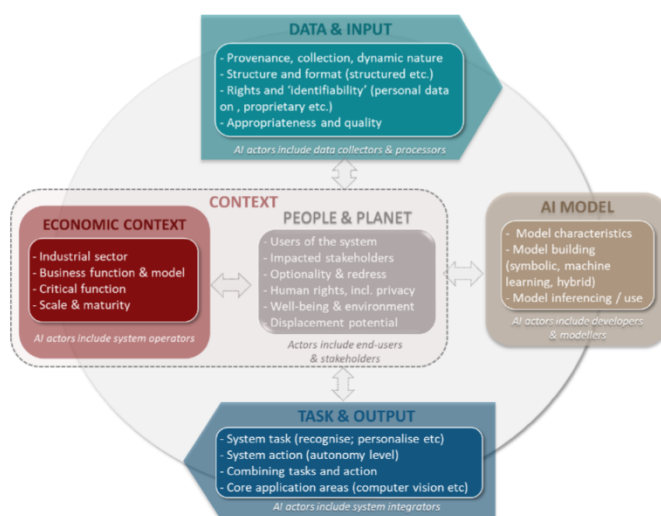 DATA & INPUT
- Provenance, collection, dynamic nature
- Structure and format (structured etc.)
- Rights and 'identifiability' (personal data
on , proprietary etc.)
- Appropriateness and quality
AI actors include data collectors & processors
CONTEXT
ECONOMIC CONTEXT
- Industrial sector
- Business function & model
- Critical function
- Scale & maturity
AI actors include system operators
PEOPLE & PLANET
- Users of the system
- Impacted stakeholders
- Optionality & redress
- Human rights, incl. privacy
- Well-being & environment
- Displacement potential
Actors include end-users
& stakeholders
AI MODEL
- Model characteristics
- Model building
(symbolic, machine
learning, hybrid)
- Model inferencing / use
AI actors include developers
& modellers
TASK & OUTPUT
- System task (recognise; personalise etc)
- System action (autonomy level)
- Combining tasks and action
- Core application areas (computer vision etc)
AI actors include system integrators